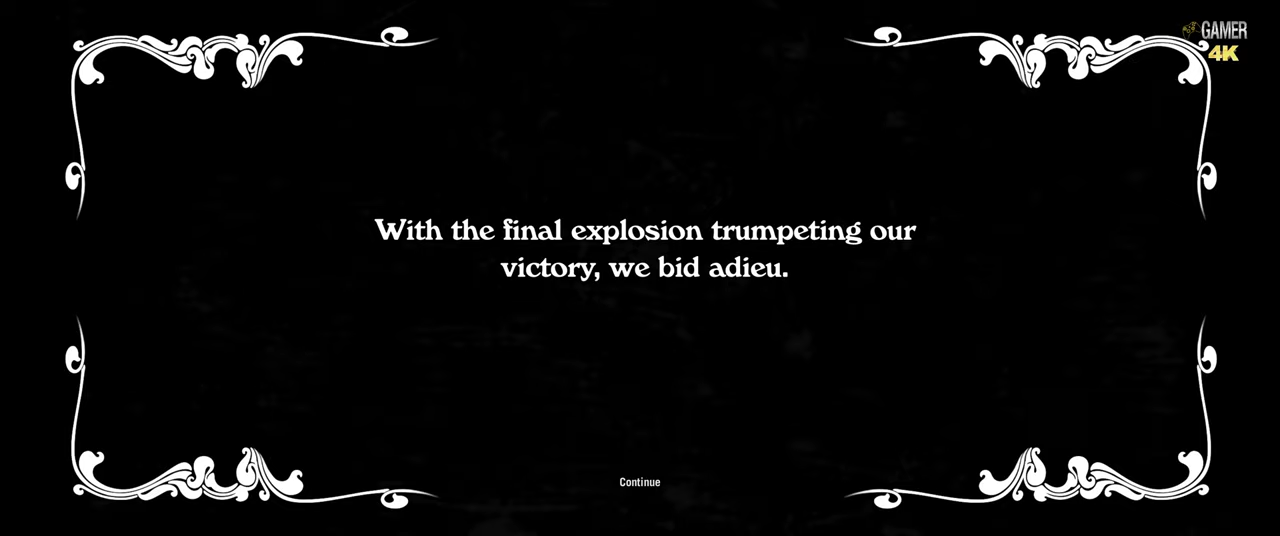 GAMER
4K
With the final explosion trumpeting our
victory, we bid adieu.
Continue